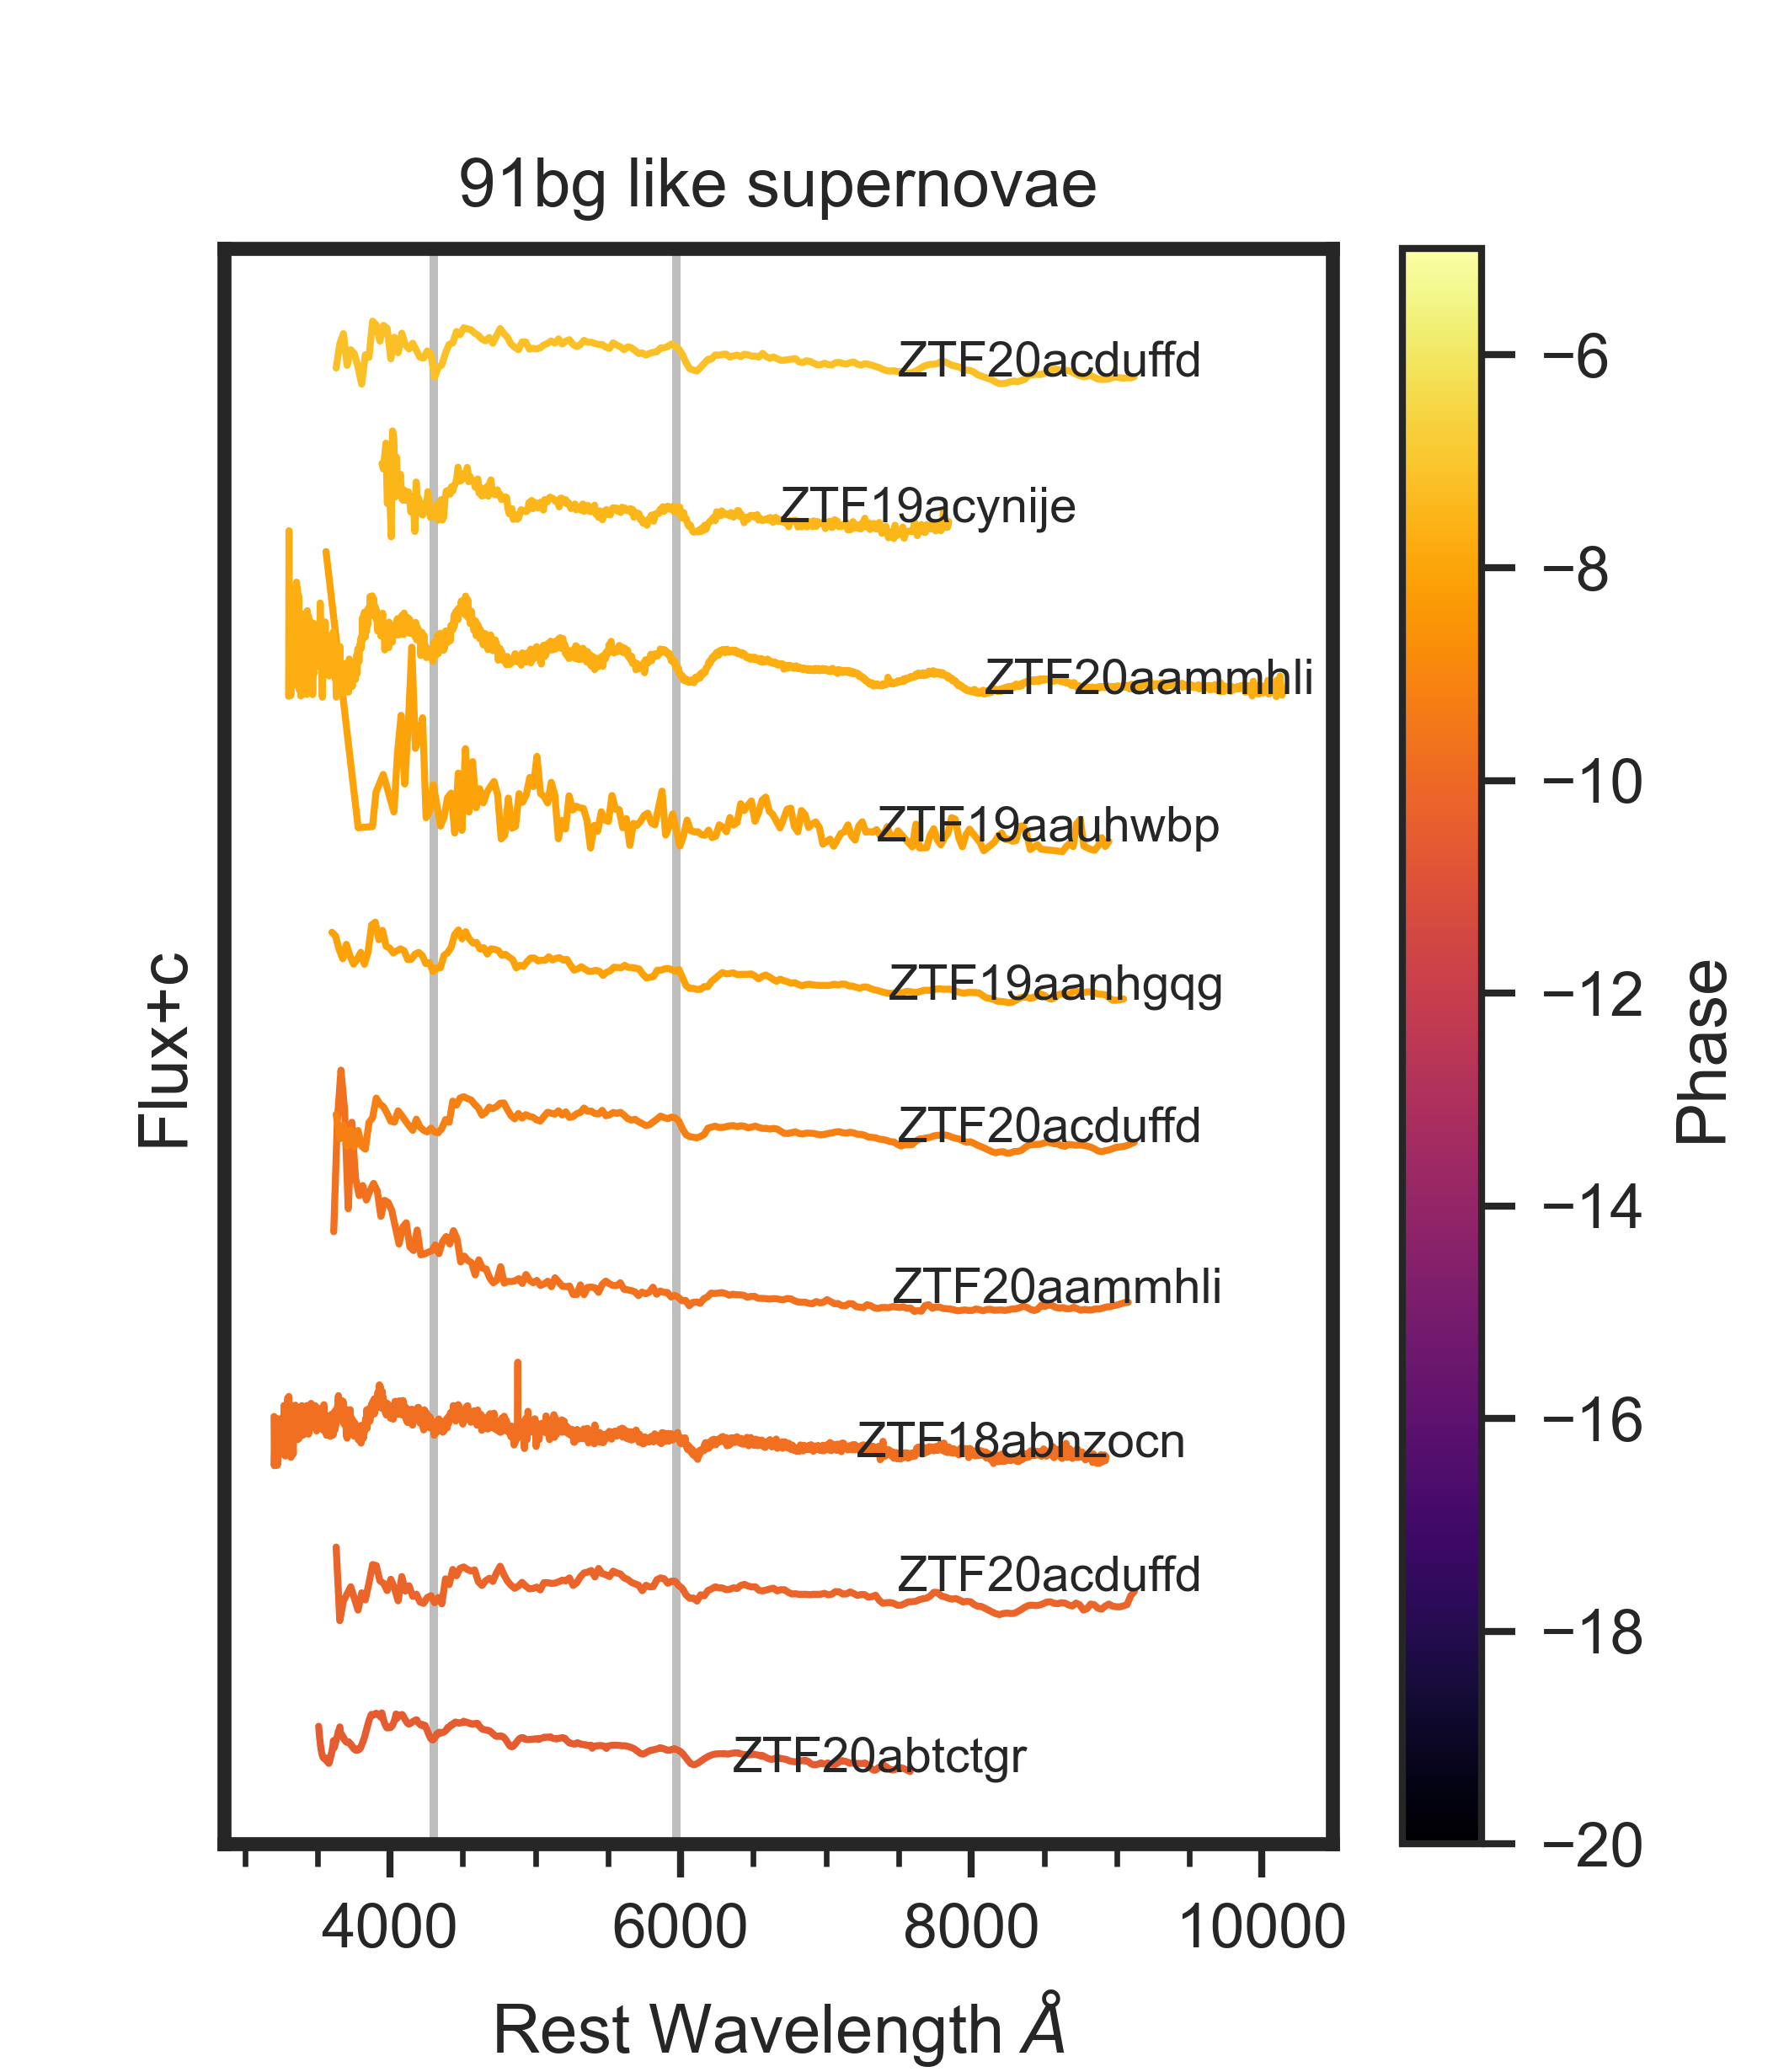 91bg like supernovae
ZTF20acduffd
ZTF19acynije
ZTF20aammhli
ZTF19aauhwbp
ZTF19aanhgqg
ZTF20acduffd
ZTF20aammhli
ZTF18abnzocn
ZTF20acduffd
ZTF20abtctgr
Flux+c
4000 6000 8000 10000
Rest Wavelength Å
−6
−8
−10
−12
−14
−16
−18
−20
Phase